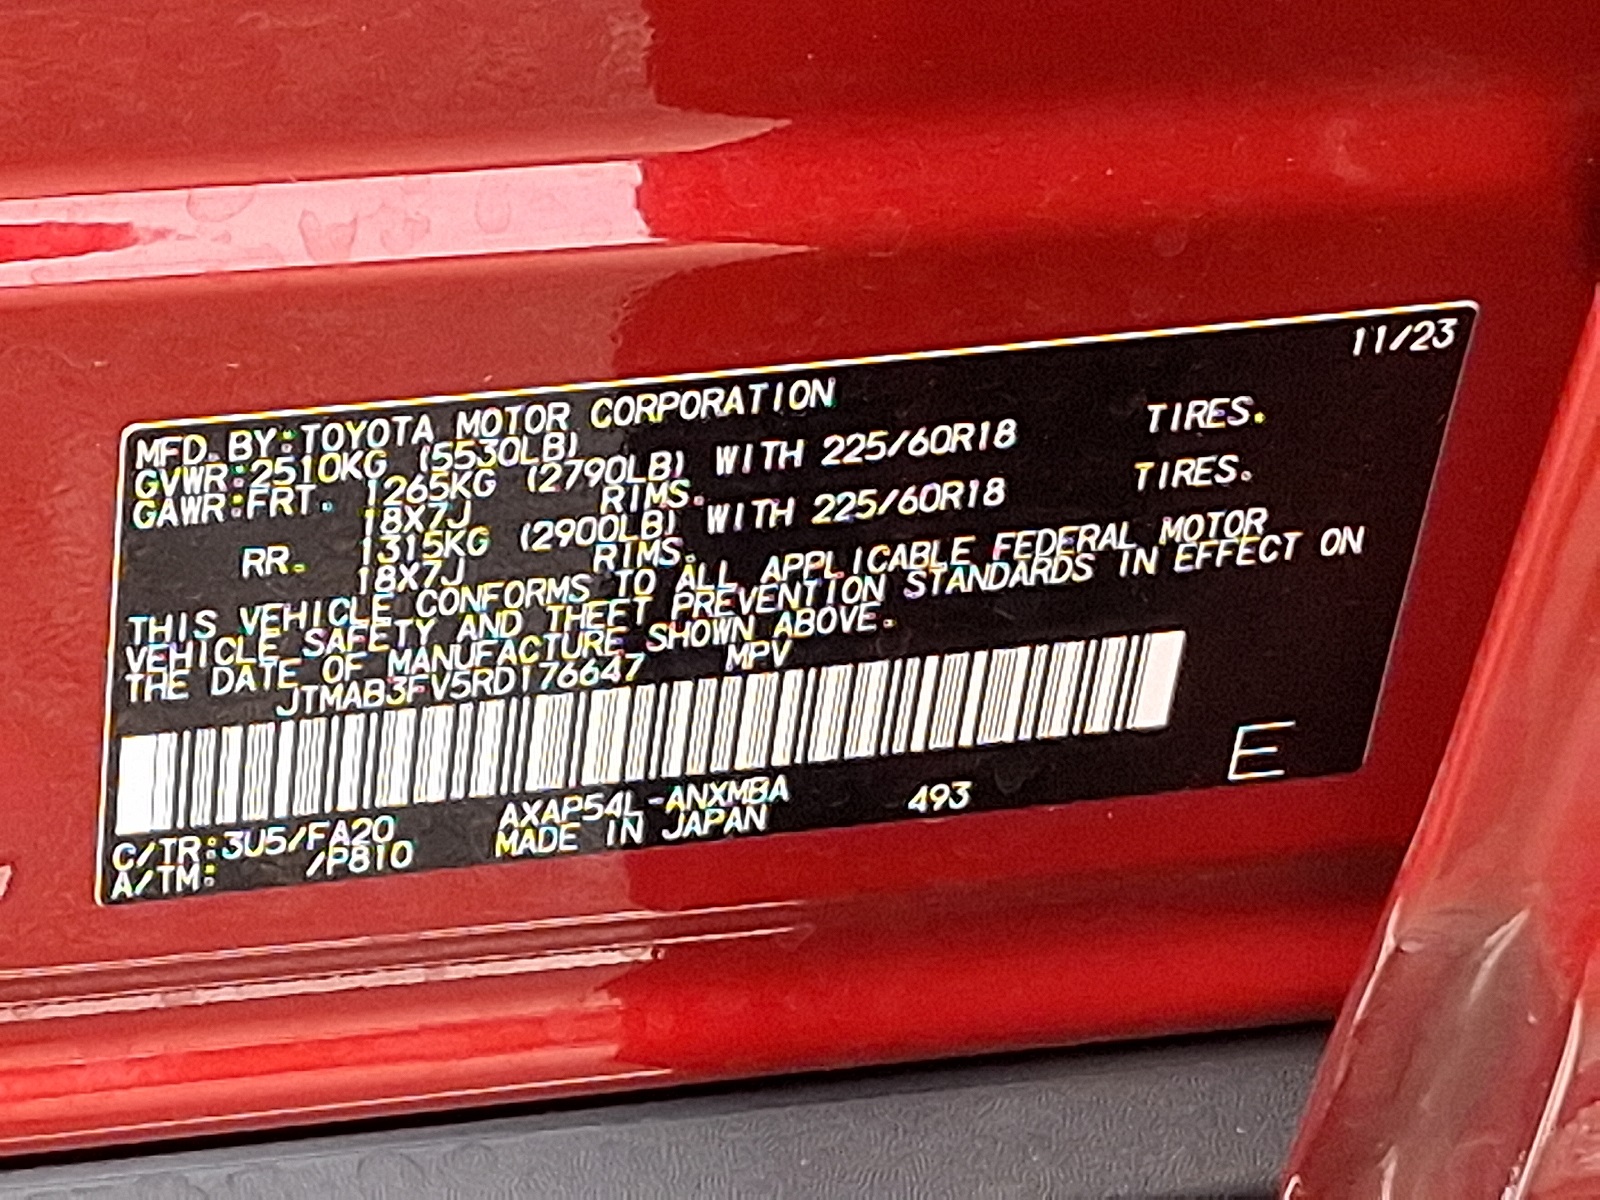 11/23
MFD. BY:TOYOTA MOTOR CORPORATION
GVWR:2510KG (5530LB)
GAWR:FRT. 1265KG (2790LB) WITH 225/60R18 TIRES.
18X7J RIMS.
RR. 1315KG (2900LB) WITH 225/60R18 TIRES.
18X7J RIMS.
THIS VEHICLE CONFORMS TO ALL APPLICABLE FEDERAL MOTOR
VEHICLE SAFETY AND THEFT PREVENTION STANDARDS IN EFFECT ON
THE DATE OF MANUFACTURE SHOWN ABOVE.
JTMAB3FV5RD176647 MPV
E
C/TR:3U5/FA20 AXAP54L-ANXMBA 493
A/TM: /P810 MADE IN JAPAN